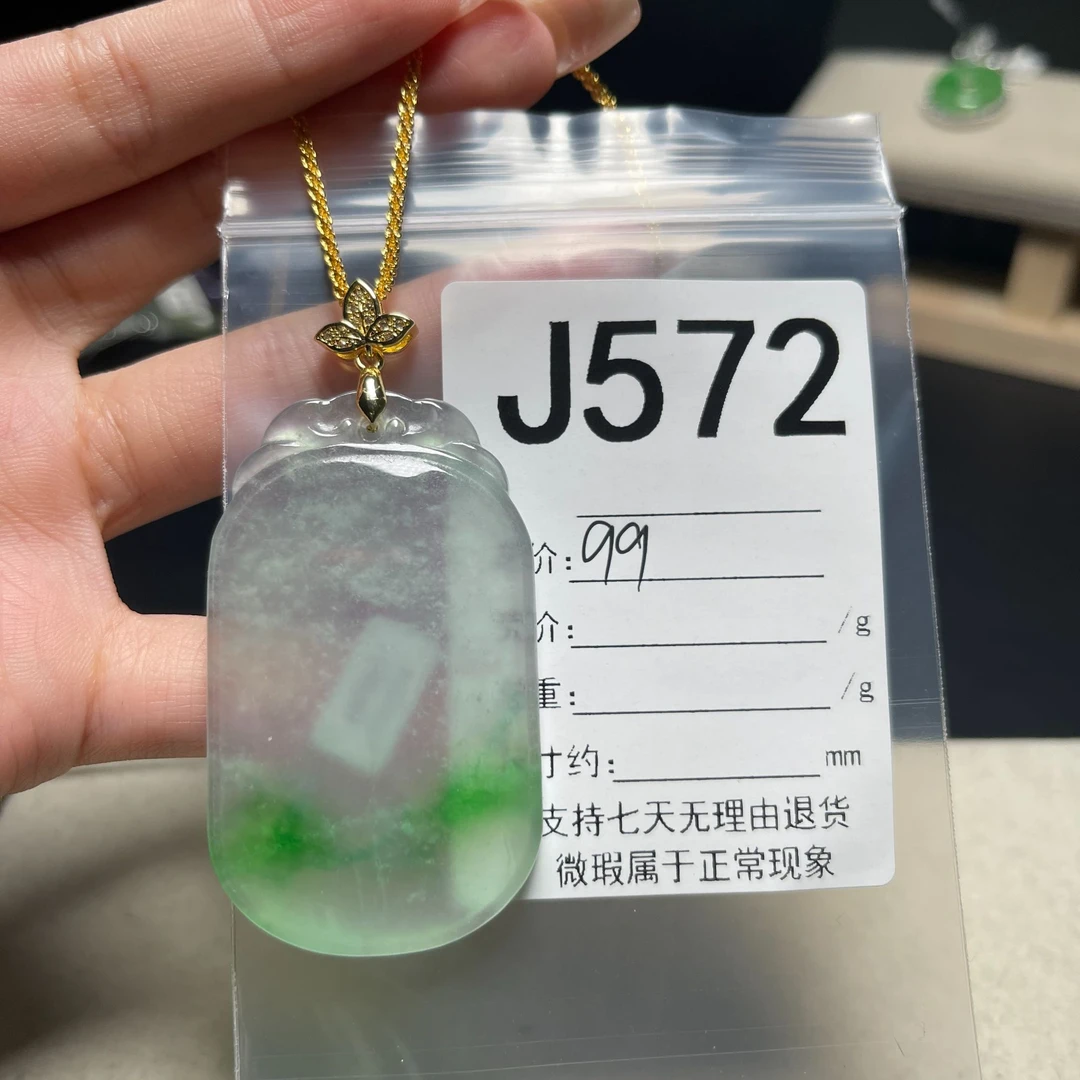 J572
价:99
价: /g
重: /g
寸约: mm
支持七天无理由退货
微瑕属于正常现象